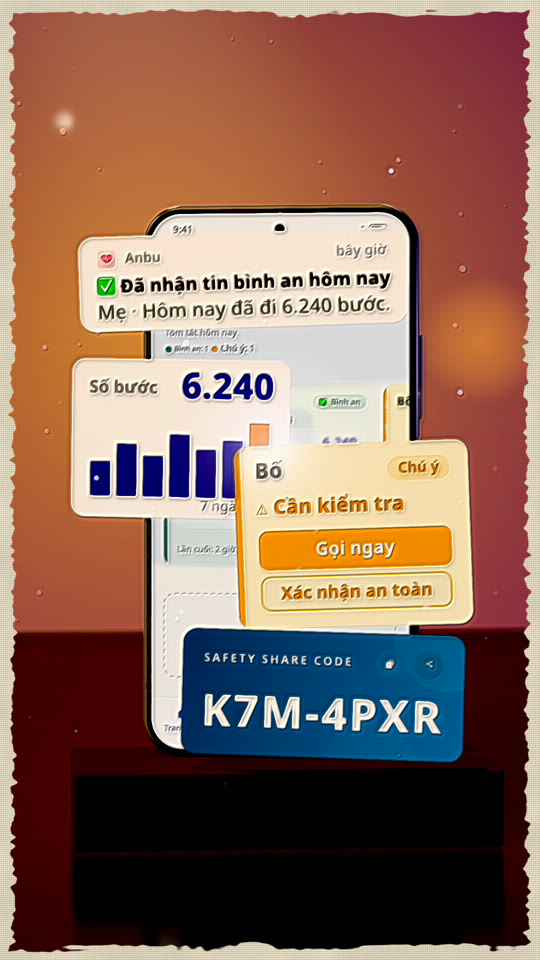 9:41
Anbu
bây giờ
✅ Đã nhận tin bình an hôm nay
Mẹ · Hôm nay đã đi 6.240 bước.
Tóm tắt hôm nay
Bình an: 1 Chú ý: 1
Số bước 6.240
Bình an
6.240
Bố
Chú ý
⚠ Cần kiểm tra
Gọi ngay
Xác nhận an toàn
7 ngà
Lần cuối: 2 giờ
SAFETY SHARE CODE
K7M-4PXR